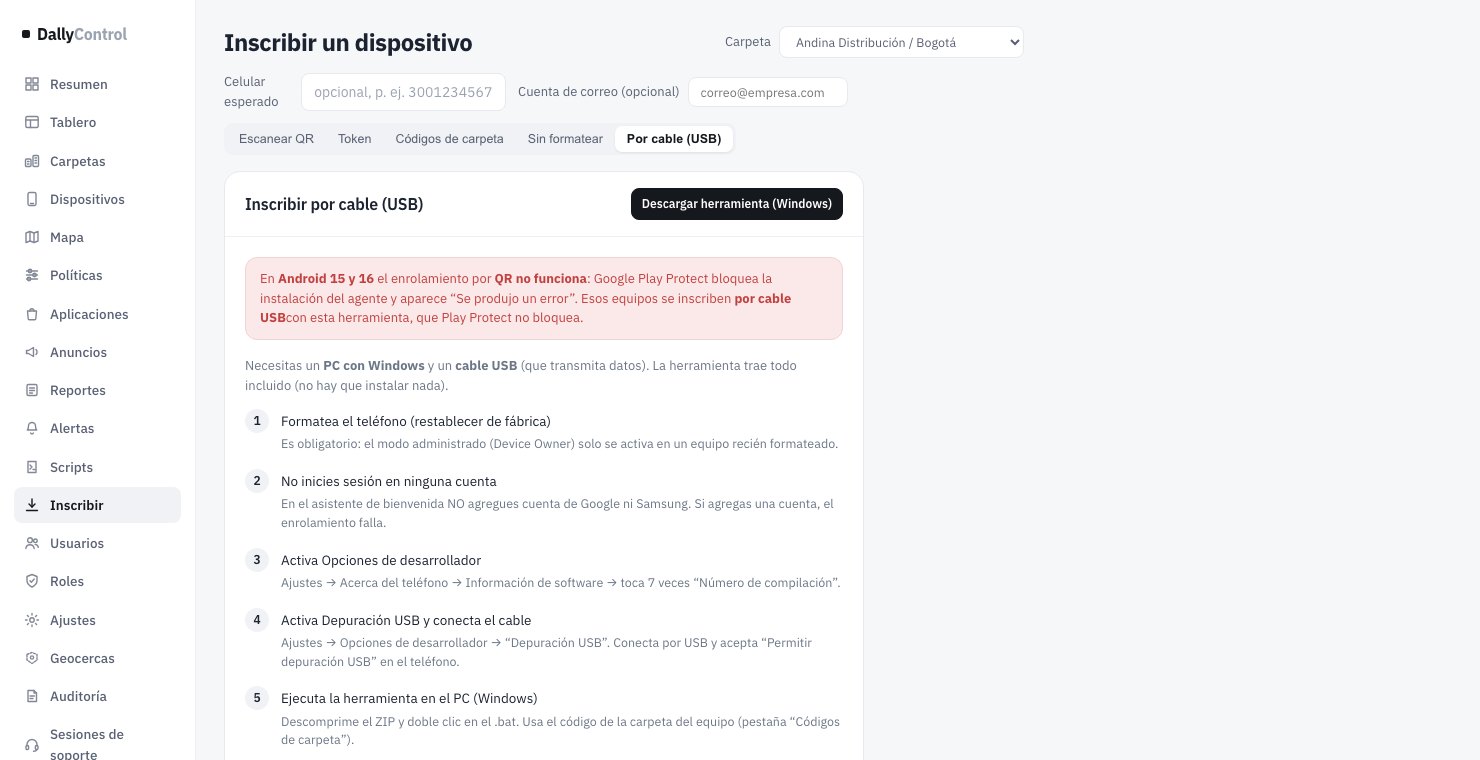 DallyControl
Resumen
Tablero
Carpetas
Dispositivos
Mapa
Políticas
Aplicaciones
Anuncios
Reportes
Alertas
Scripts
Inscribir
Usuarios
Roles
Ajustes
Geocercas
Auditoría
Sesiones de
soporte
Inscribir un dispositivo
Carpeta
Andina Distribución / Bogotá
Celular
esperado
opcional, p. ej. 3001234567
Cuenta de correo (opcional)
correo@empresa.com
Escanear QR
Token
Códigos de carpeta
Sin formatear
Por cable (USB)
Inscribir por cable (USB)
Descargar herramienta (Windows)
En Android 15 y 16 el enrolamiento por QR no funciona: Google Play Protect bloquea la
instalación del agente y aparece “Se produjo un error”. Esos equipos se inscriben por cable
USBcon esta herramienta, que Play Protect no bloquea.
Necesitas un PC con Windows y un cable USB (que transmita datos). La herramienta trae todo
incluido (no hay que instalar nada).
1
Formatea el teléfono (restablecer de fábrica)
Es obligatorio: el modo administrado (Device Owner) solo se activa en un equipo recién formateado.
2
No inicies sesión en ninguna cuenta
En el asistente de bienvenida NO agregues cuenta de Google ni Samsung. Si agregas una cuenta, el
enrolamiento falla.
3
Activa Opciones de desarrollador
Ajustes → Acerca del teléfono → Información de software → toca 7 veces “Número de compilación”.
4
Activa Depuración USB y conecta el cable
Ajustes → Opciones de desarrollador → “Depuración USB”. Conecta por USB y acepta “Permitir
depuración USB” en el teléfono.
5
Ejecuta la herramienta en el PC (Windows)
Descomprime el ZIP y doble clic en el .bat. Usa el código de la carpeta del equipo (pestaña “Códigos
de carpeta”).